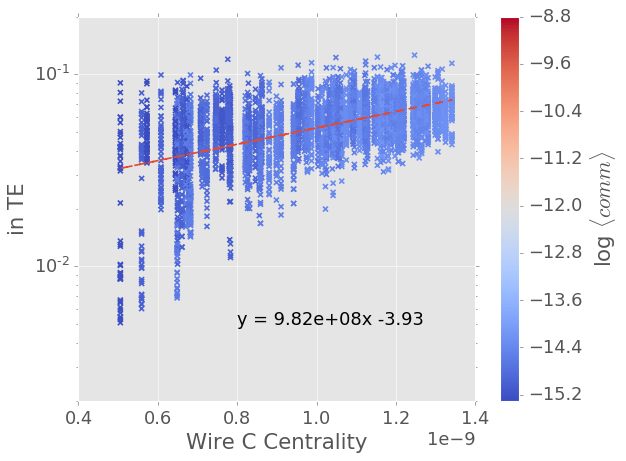 10⁻¹
10⁻²
in TE
y = 9.82e+08x -3.93
0.4 0.6 0.8 1.0 1.2 1.4
1e−9
Wire C Centrality
−8.8
−9.6
−10.4
−11.2
−12.0
−12.8
−13.6
−14.4
−15.2
log ⟨comm⟩